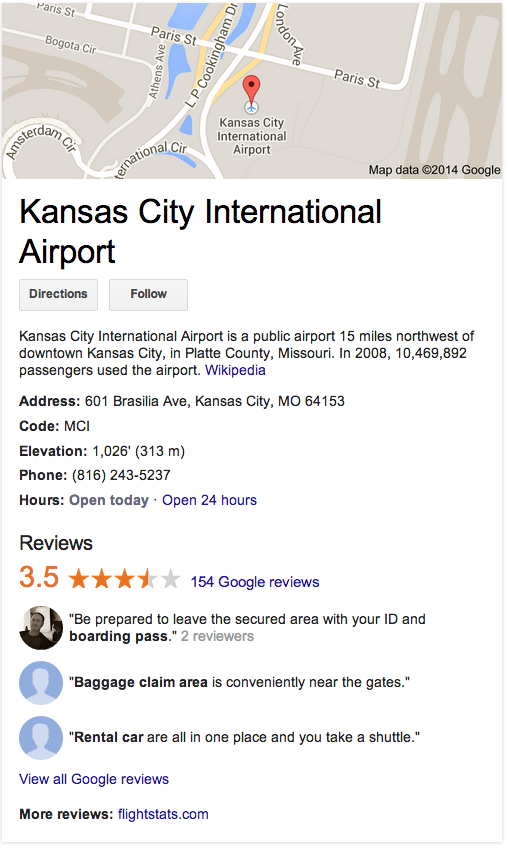 Paris St
Bogota Cir
Athens Ave
Paris St
L P Cookingham Dr
London Ave
Paris St
Amsterdam Cir
ternational Cir
Kansas City
International
Airport
Map data ©2014 Google
Kansas City International
Airport
Directions
Follow
Kansas City International Airport is a public airport 15 miles northwest of
downtown Kansas City, in Platte County, Missouri. In 2008, 10,469,892
passengers used the airport. Wikipedia
Address: 601 Brasilia Ave, Kansas City, MO 64153
Code: MCI
Elevation: 1,026' (313 m)
Phone: (816) 243-5237
Hours: Open today · Open 24 hours
Reviews
3.5 154 Google reviews
"Be prepared to leave the secured area with your ID and
boarding pass." 2 reviewers
"Baggage claim area is conveniently near the gates."
"Rental car are all in one place and you take a shuttle."
View all Google reviews
More reviews: flightstats.com